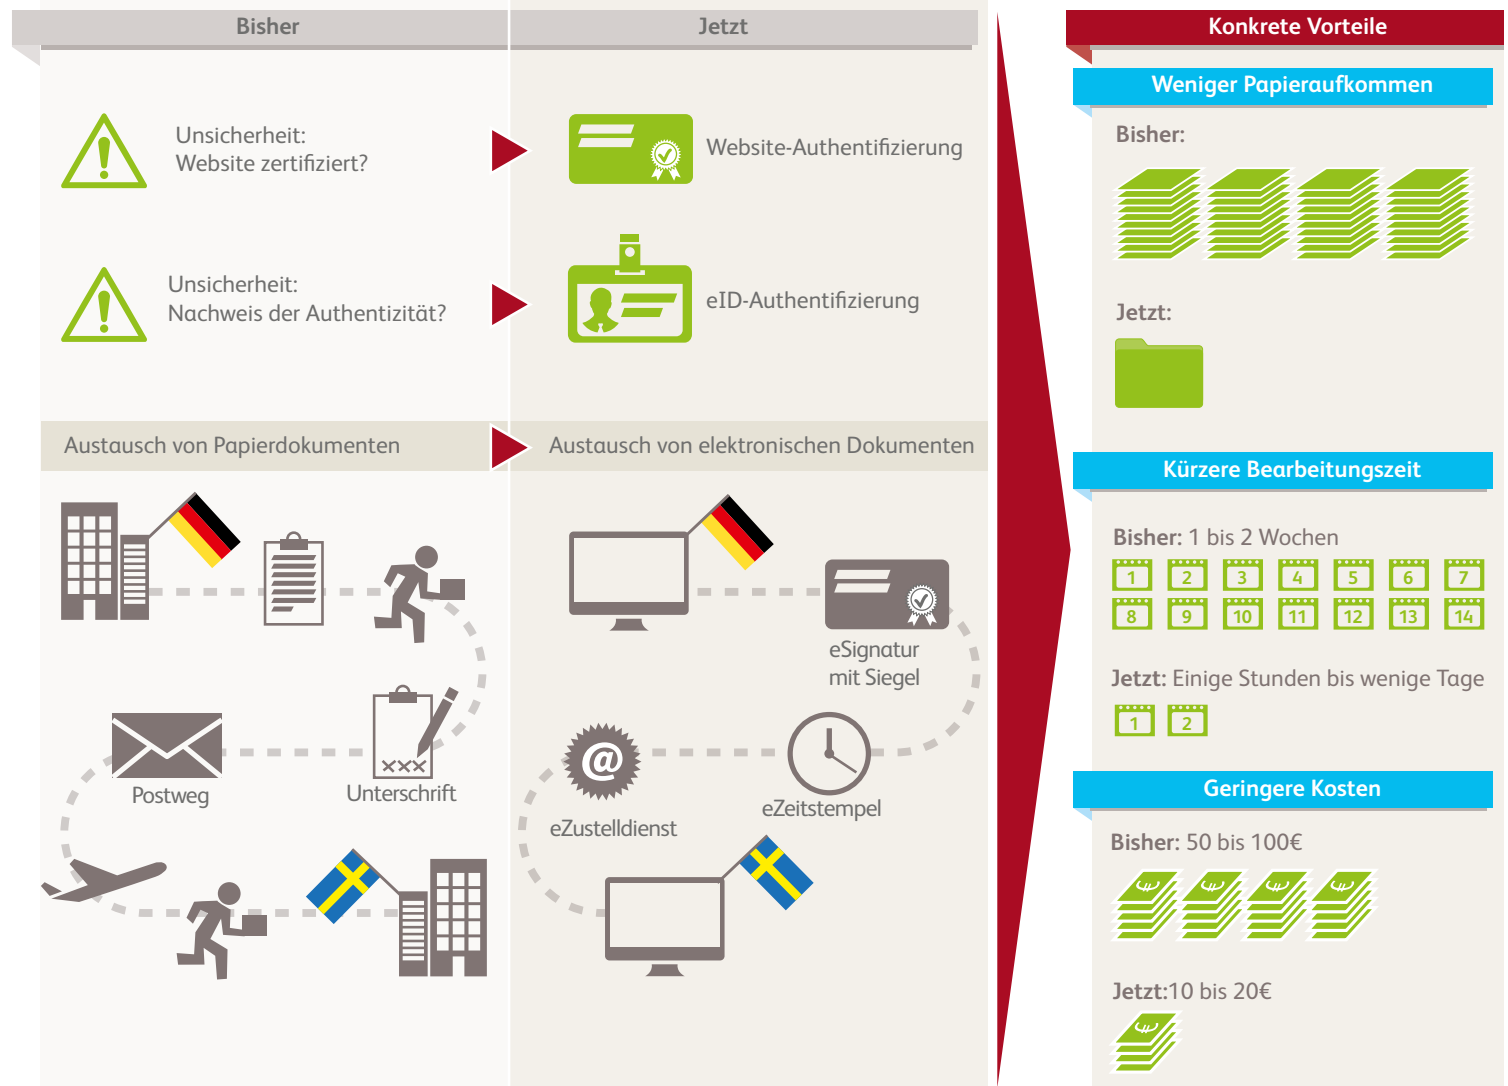 Bisher
Jetzt
Unsicherheit:
Website zertifiziert?
Website-Authentifizierung
Unsicherheit:
Nachweis der Authentizität?
eID-Authentifizierung
Austausch von Papierdokumenten
Austausch von elektronischen Dokumenten
eSignatur
mit Siegel
Postweg
Unterschrift
@
eZustelldienst
eZeitstempel
Konkrete Vorteile
Weniger Papieraufkommen
Bisher:
Jetzt:
Kürzere Bearbeitungszeit
Bisher: 1 bis 2 Wochen
1 2 3 4 5 6 7
8 9 10 11 12 13 14
Jetzt: Einige Stunden bis wenige Tage
1 2
Geringere Kosten
Bisher: 50 bis 100€
€ € € €
Jetzt:10 bis 20€
€